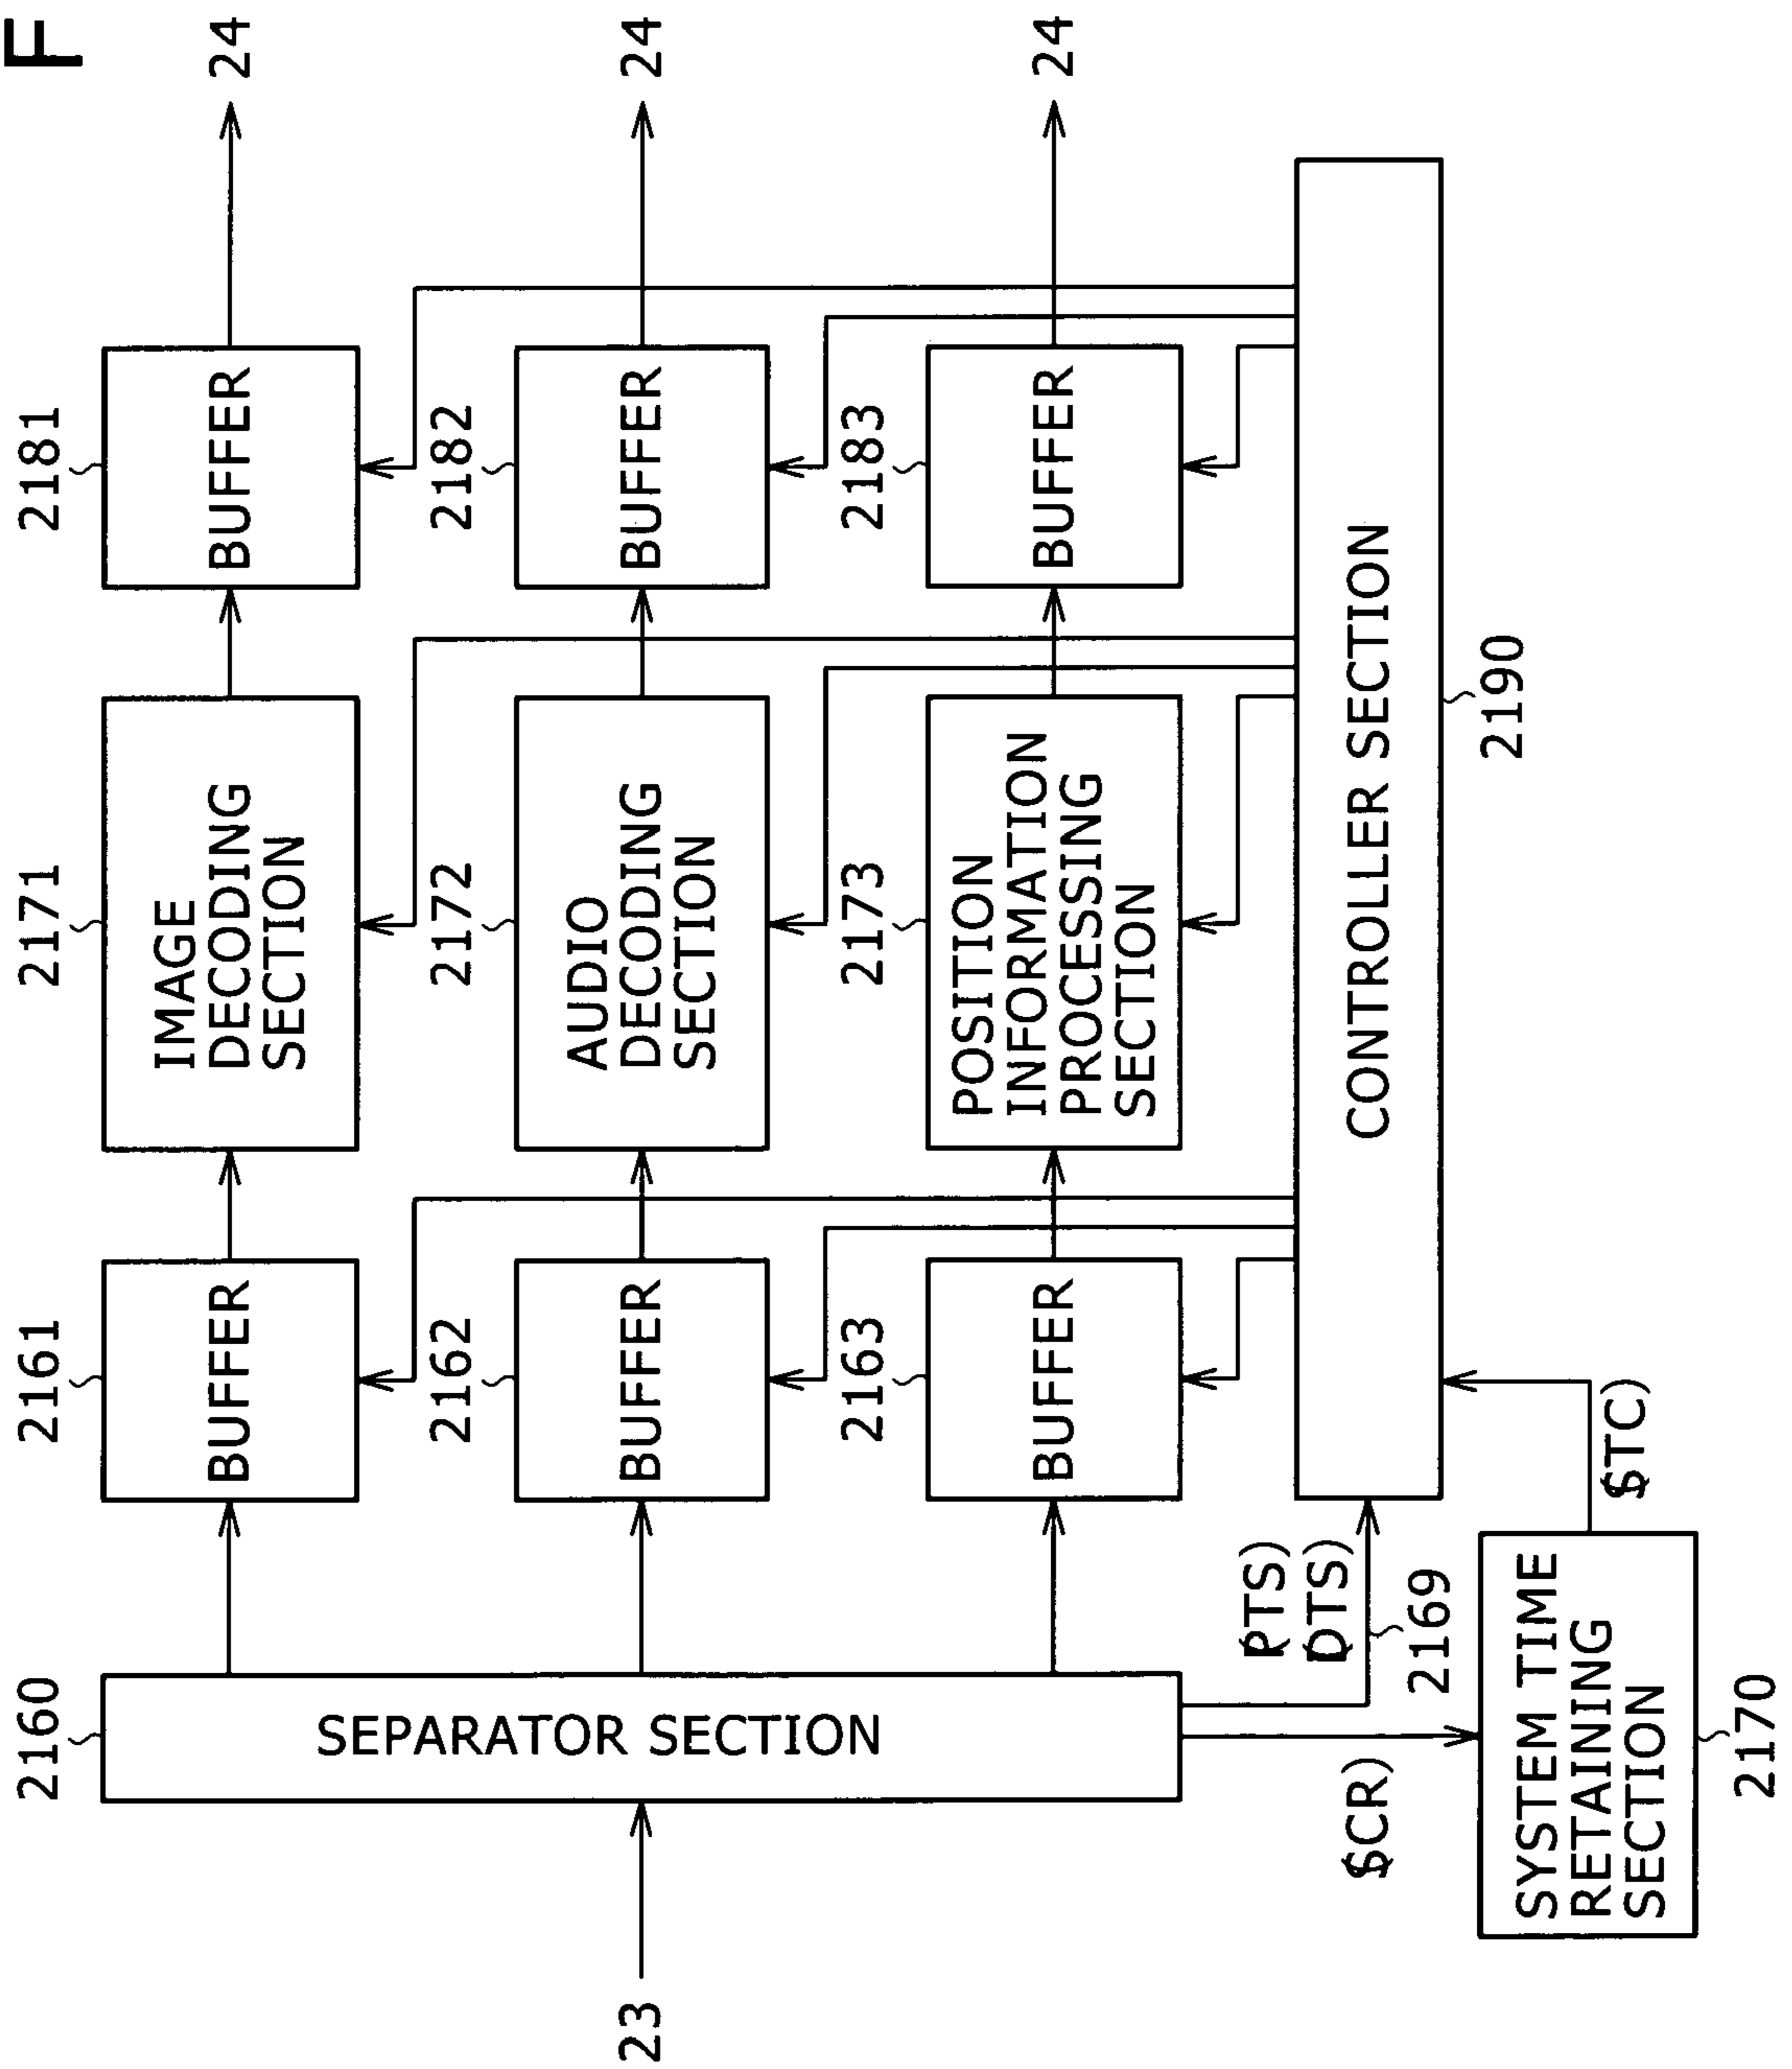 F
2160
2161
2171
2181
BUFFER
IMAGE
DECODING
SECTION
BUFFER
24
2162
2172
2182
23
SEPARATOR SECTION
BUFFER
AUDIO
DECODING
SECTION
BUFFER
24
2163
2173
2183
BUFFER
POSITION
INFORMATION
PROCESSING
SECTION
BUFFER
24
(PTS)
(DTS)
(SCR)
2169
CONTROLLER SECTION
2190
SYSTEM TIME
RETAINING
SECTION
(STC)
2170